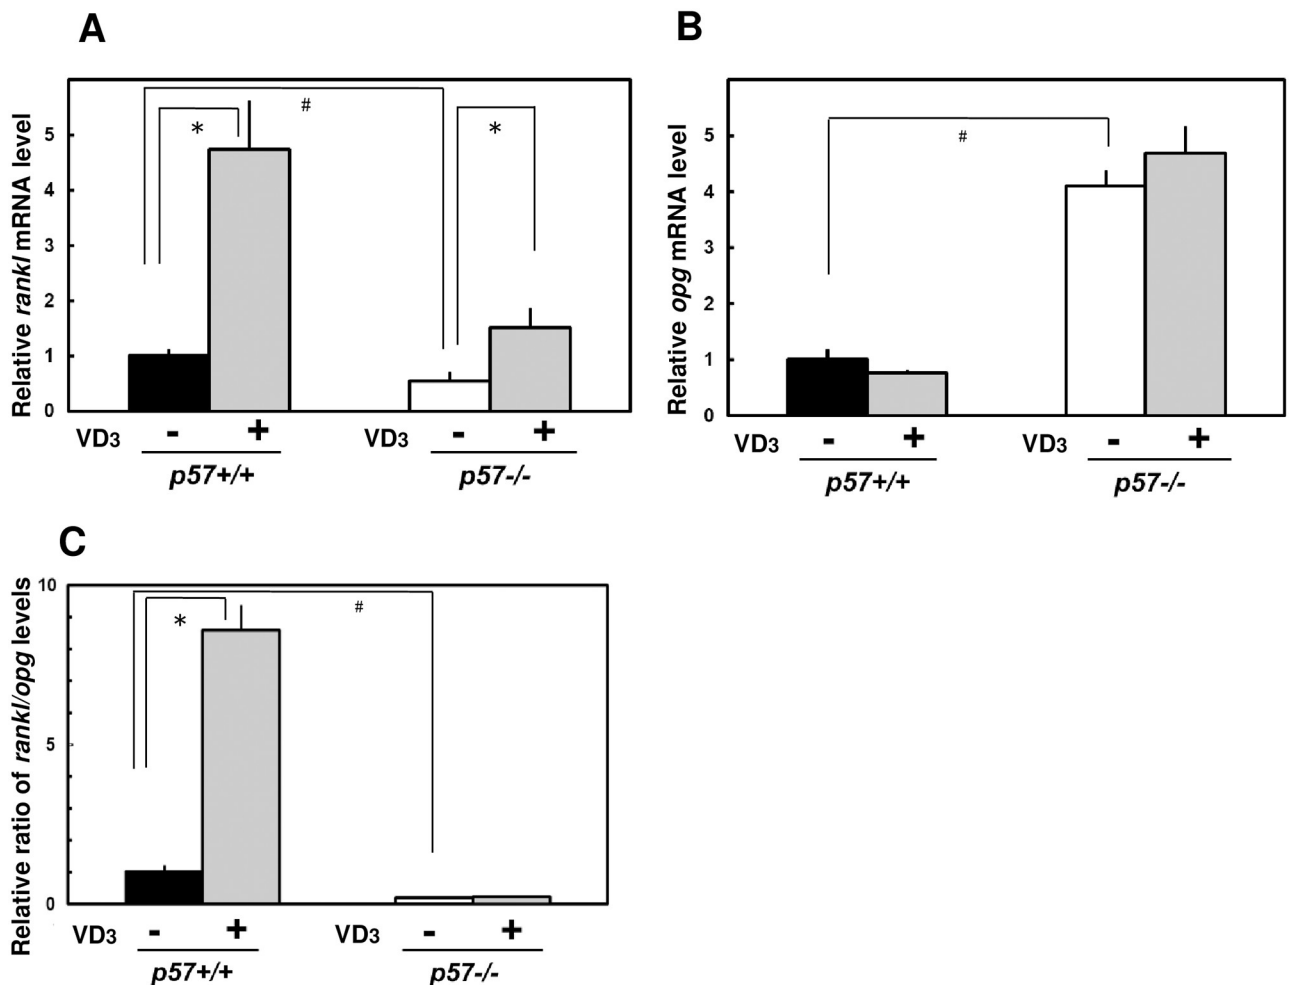 A
Relative rankl mRNA level
5
4
3
2
1
0
#
*
*
VD3 - + VD3 - +
p57+/+ p57-/-
B
Relative opg mRNA level
5
4
3
2
1
0
#
VD3 - + VD3 - +
p57+/+ p57-/-
C
Relative ratio of rankl/opg levels
10
5
0
#
*
VD3 - + VD3 - +
p57+/+ p57-/-